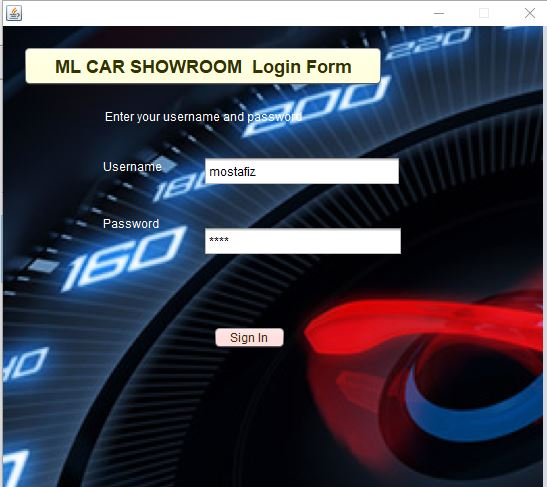 ML CAR SHOWROOM  Login Form
220
Enter your username and password
200
Username
mostafiz
180
Password
****
160
Sign In